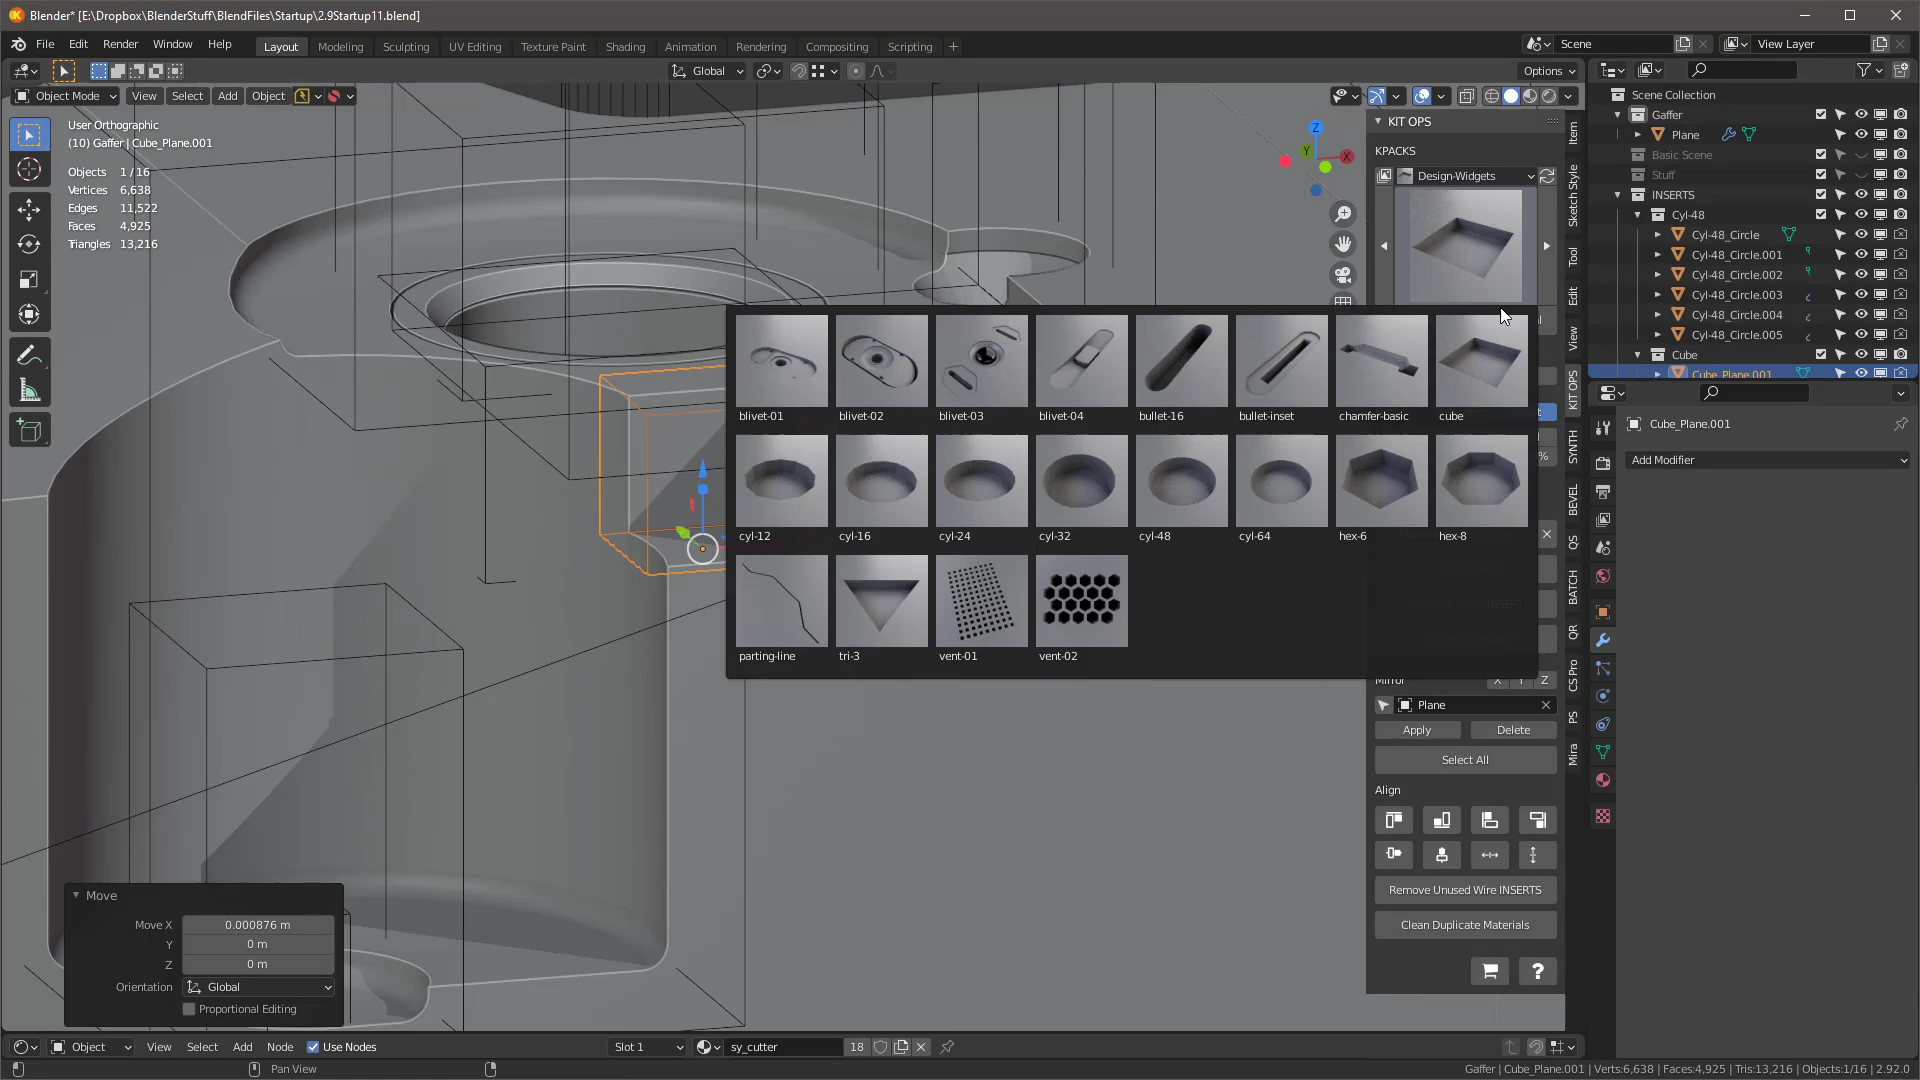 Blender* [E:\Dropbox\BlenderStuff\BlendFiles\Startup\2.9Startup11.blend]
File Edit Render Window Help Layout Modeling Sculpting UV Editing Texture Paint Shading Animation Rendering Compositing Scripting + Scene View Layer
Global Options
Object Mode View Select Add Object
User Orthographic
(10) Gaffer | Cube_Plane.001
Objects 1 / 16
Vertices 6,638
Edges 11,522
Faces 4,925
Triangles 13,216
Z
Y
X
KIT OPS
KPACKS
Design-Widgets
Item
Sketch Style
Tool
Edit
View
KIT OPS
SYNTH
BEVEL
QS
BATCH
QR
CS Pro
PS
Mira
blivet-01 blivet-02 blivet-03 blivet-04 bullet-16 bullet-inset chamfer-basic cube
cyl-12 cyl-16 cyl-24 cyl-32 cyl-48 cyl-64 hex-6 hex-8
parting-line tri-3 vent-01 vent-02
%
Mirror X Y Z
Plane
Apply Delete
Select All
Align
Remove Unused Wire INSERTS
Clean Duplicate Materials
?
Scene Collection
Gaffer
Plane
Basic Scene
Stuff
INSERTS
Cyl-48
Cyl-48_Circle
Cyl-48_Circle.001
Cyl-48_Circle.002
Cyl-48_Circle.003
Cyl-48_Circle.004
Cyl-48_Circle.005
Cube
Cube_Plane.001
Cube_Plane.001
Add Modifier
Move
Move X 0.000876 m
Y 0 m
Z 0 m
Orientation Global
Proportional Editing
Object View Select Add Node Use Nodes Slot 1 sy_cutter 18
Pan View
Gaffer | Cube_Plane.001 | Verts:6,638 | Faces:4,925 | Tris:13,216 | Objects:1/16 | 2.92.0